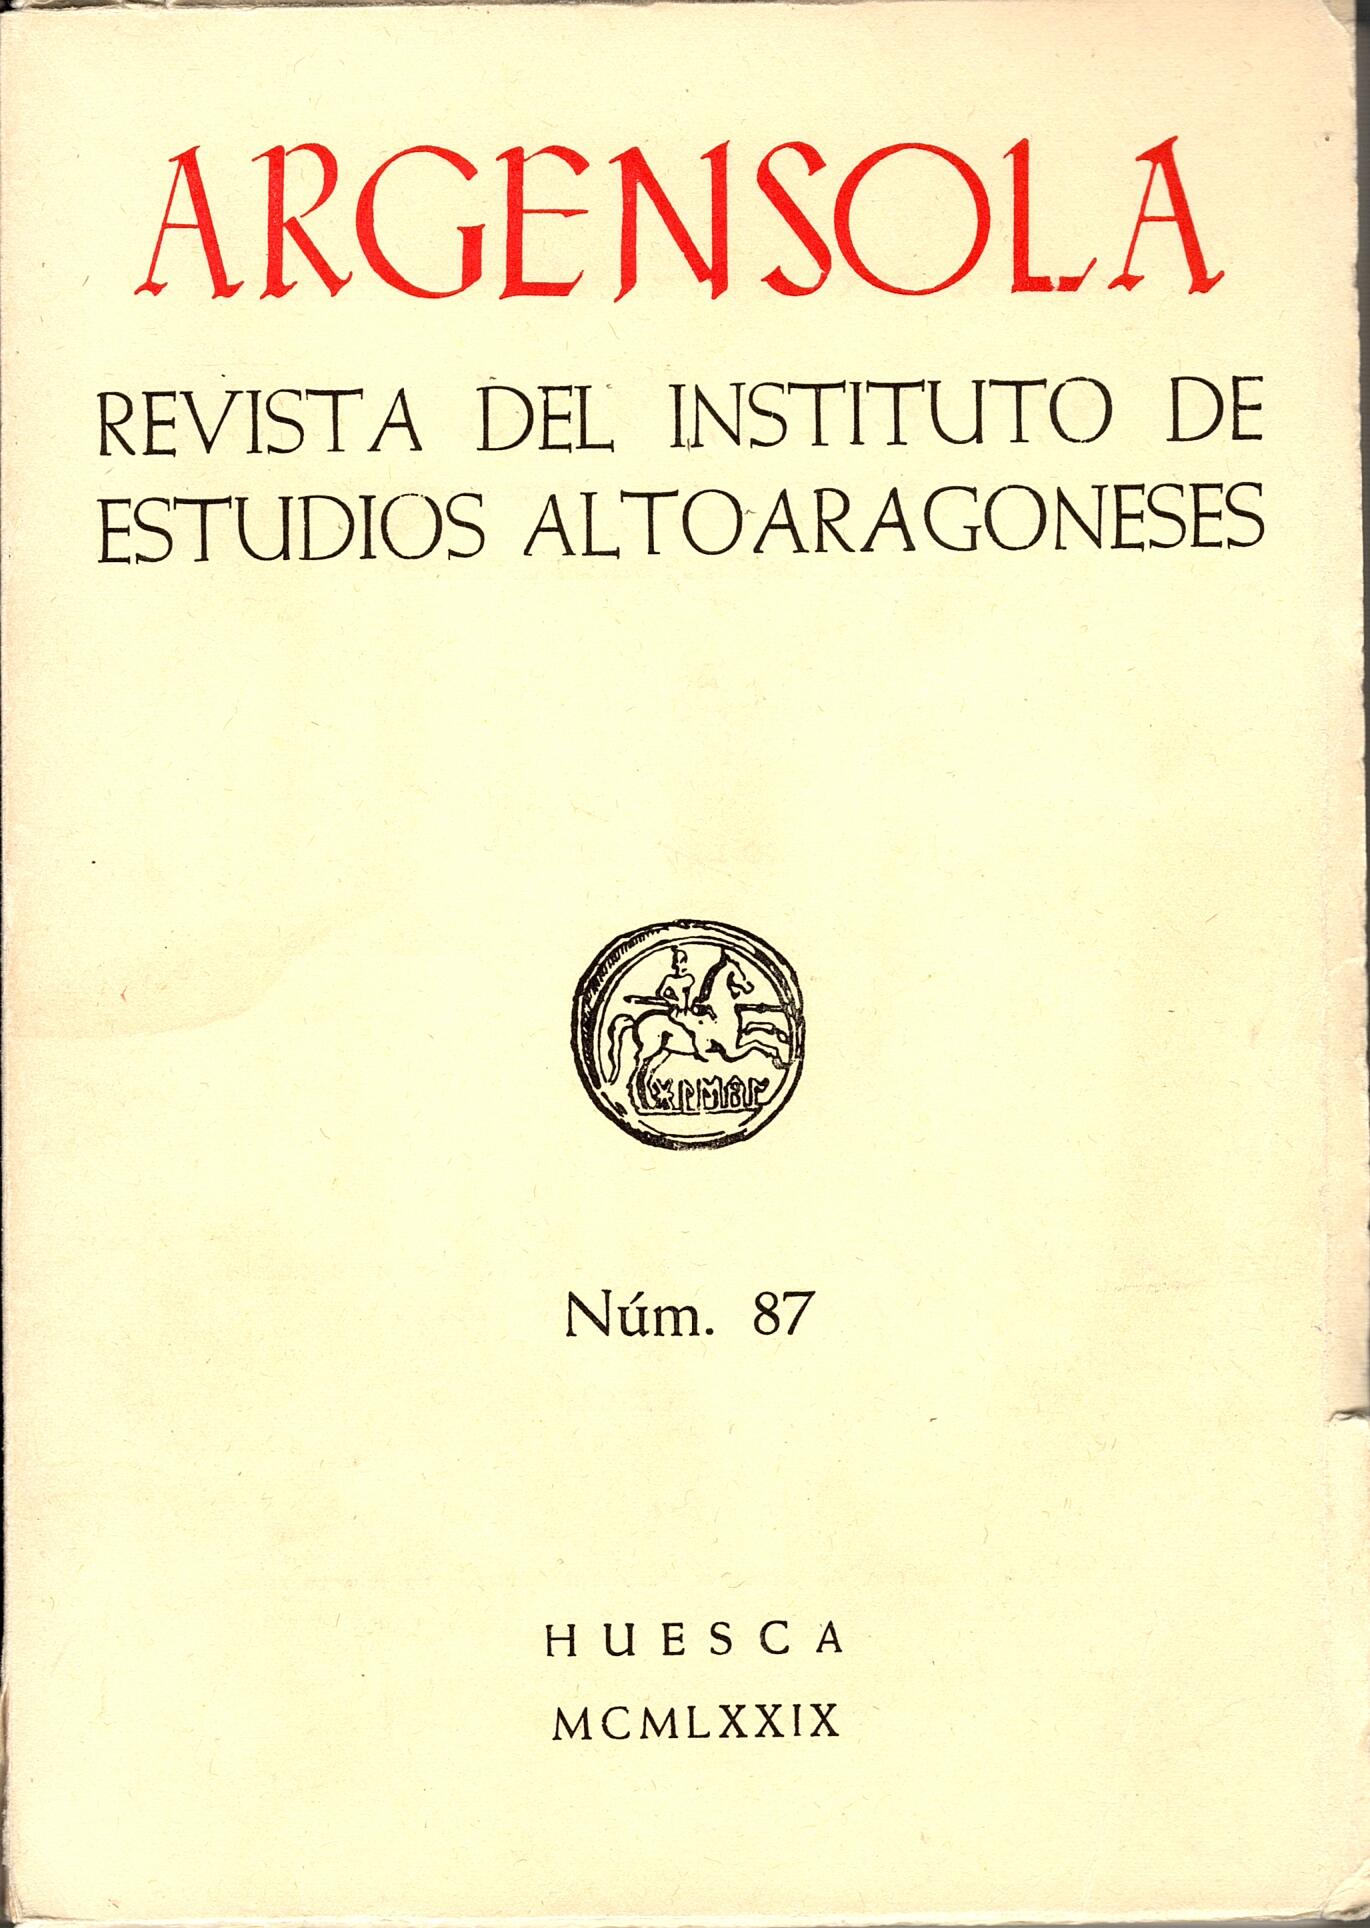 ARGENSOLA
REVISTA DEL INSTITUTO DE
ESTUDIOS ALTOARAGONESES
Núm. 87
HUESCA
MCMLXXIX